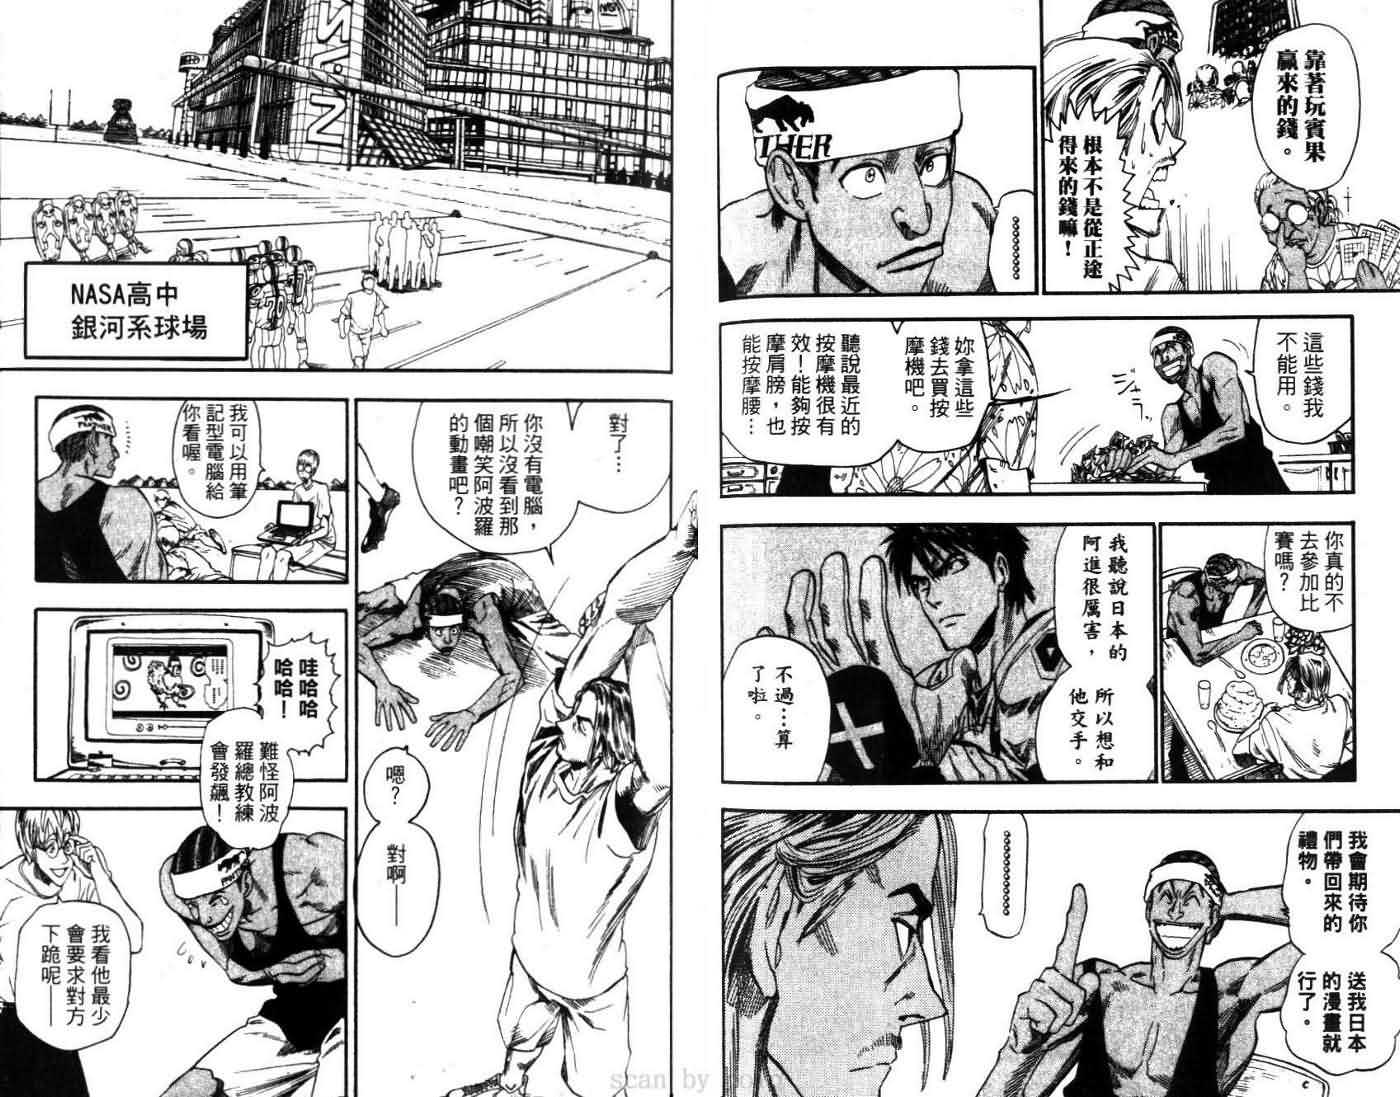 靠著玩賓果
贏來的錢。
根本不是從正途
得來的錢嘛！
………
THER
這些錢我
不能用。
ジャラ
妳拿這些
錢去買按
摩機吧。
聽說最近的
按摩機很有
效！能夠按
摩肩膀，也
能按摩腰…
你真的不
去參加比
賽嗎？
我聽說日本的
阿進很厲害，
所以想和
他交手。
不過…算
了啦。
我會期待你
們帶回來的
禮物。
送我日本
的漫畫就
行了。
………
NASA
NASA高中
銀河系球場
對了…
你沒有電腦，
所以沒看到那
個嘲笑阿波羅
的動畫吧？
嗯？
對啊——
我可以用筆
記型電腦給
你看喔。
哇哈哈
哈哈！
難怪阿波
羅總教練
會發飆！
我看他最少
會要求對方
下跪呢——
scan by